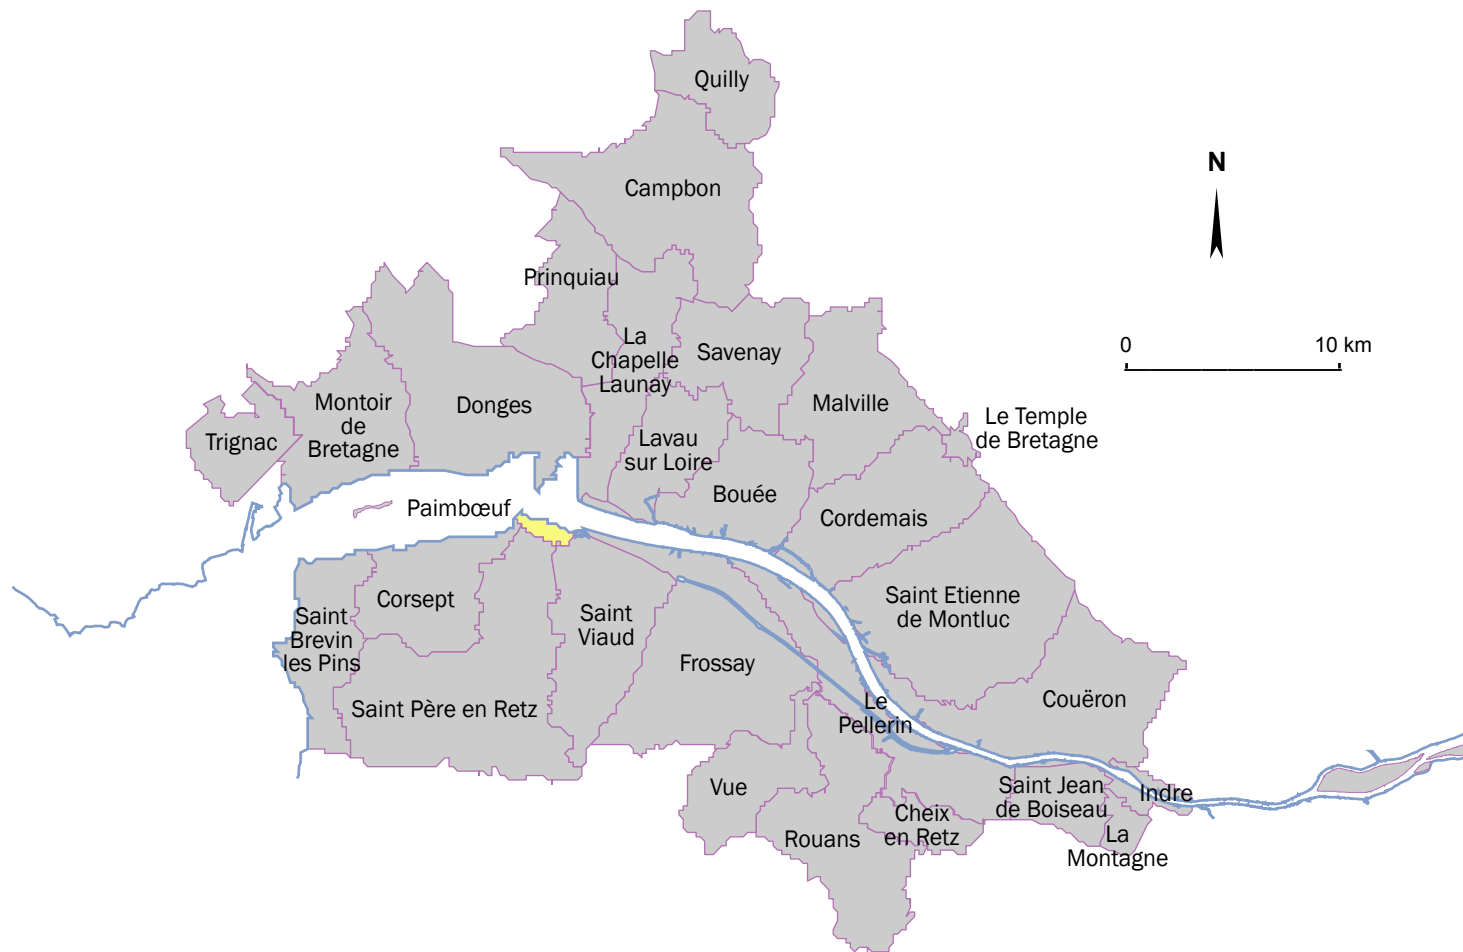 Quilly
N
Campbon
Prinquiau
0 10 km
La
Chapelle
Launay
Savenay
Montoir
de
Bretagne
Donges
Malville
Le Temple
de Bretagne
Trignac
Lavau
sur Loire
Bouée
Paimbœuf
Cordemais
Corsept
Saint Etienne
de Montluc
Saint
Brevin
les Pins
Saint
Viaud
Frossay
Couëron
Saint Père en Retz
Le
Pellerin
Vue
Saint Jean
de Boiseau
Indre
Cheix
en Retz
Rouans
La
Montagne